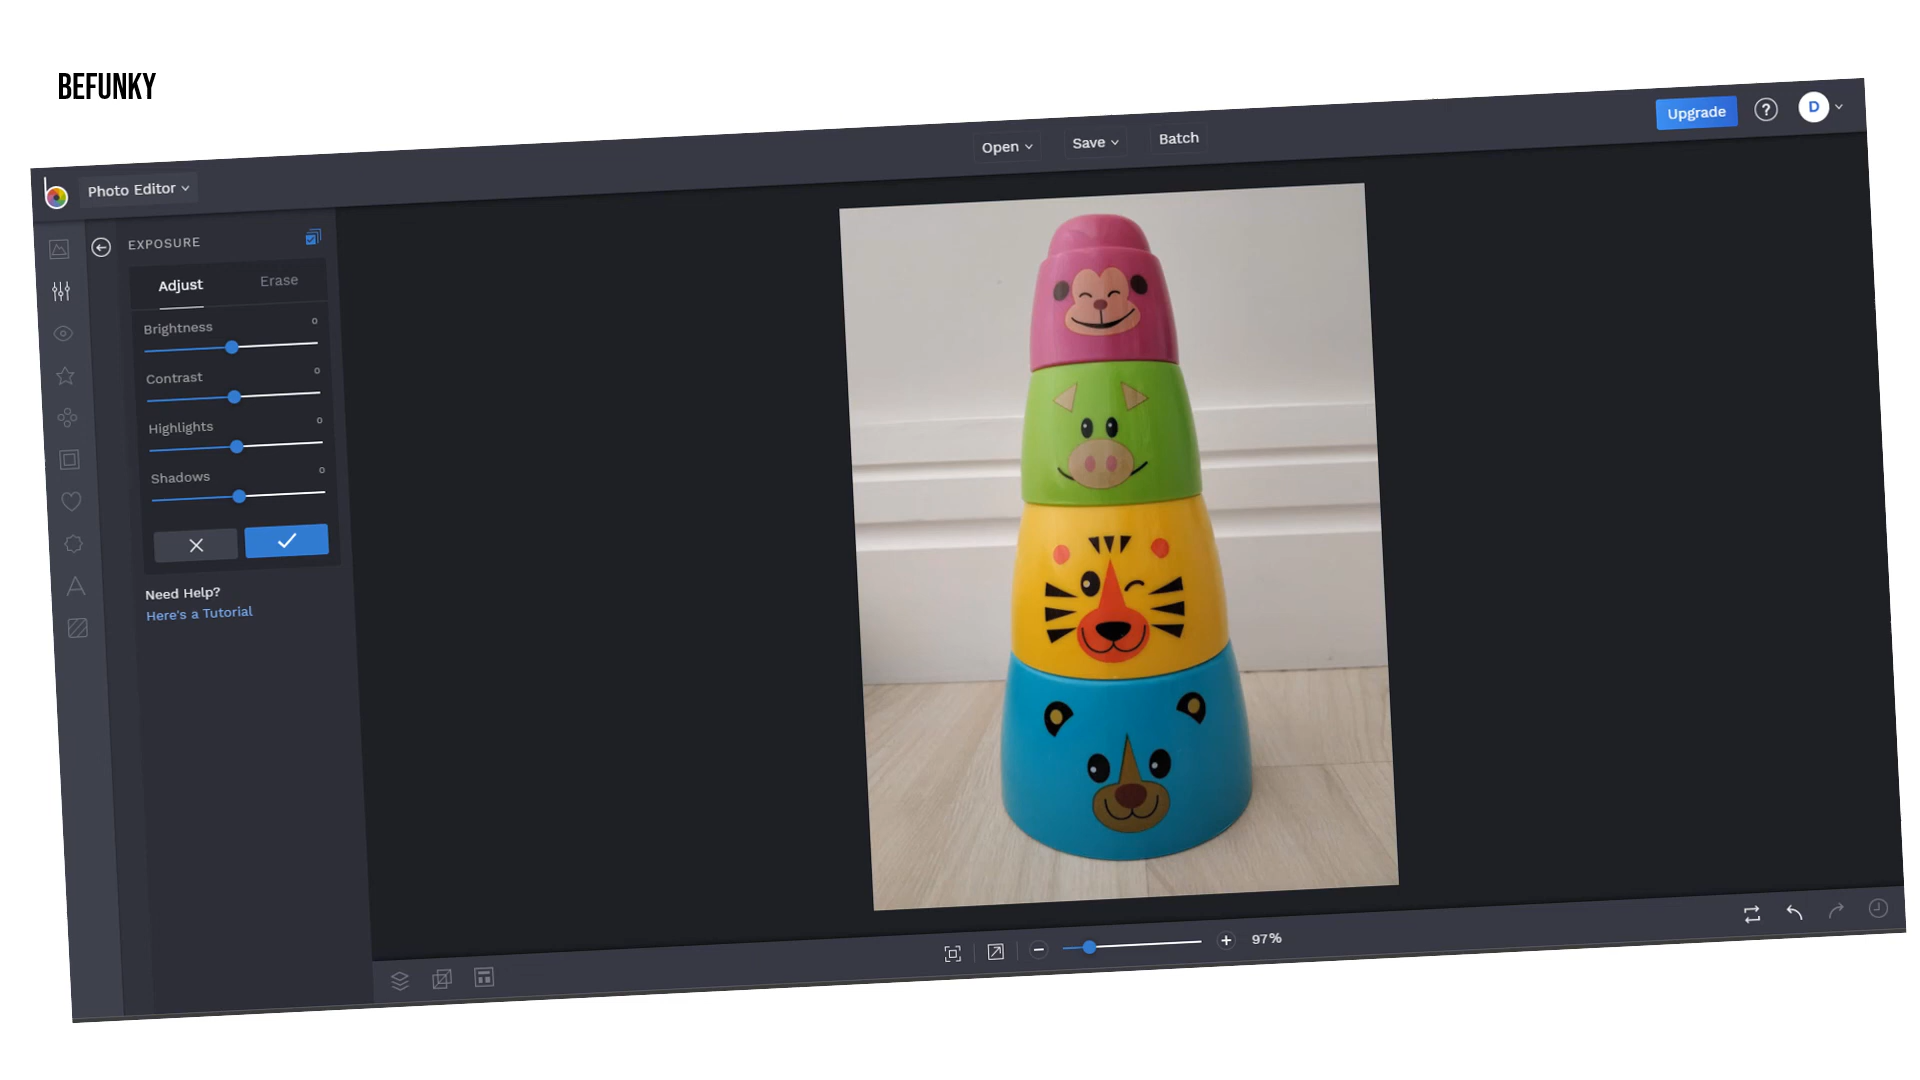 BEFUNKY
Upgrade
?
D
Open
Save
Batch
Photo Editor
EXPOSURE
Adjust
Erase
Brightness
0
Contrast
0
Highlights
0
Shadows
0
Need Help?
Here's a Tutorial
97%